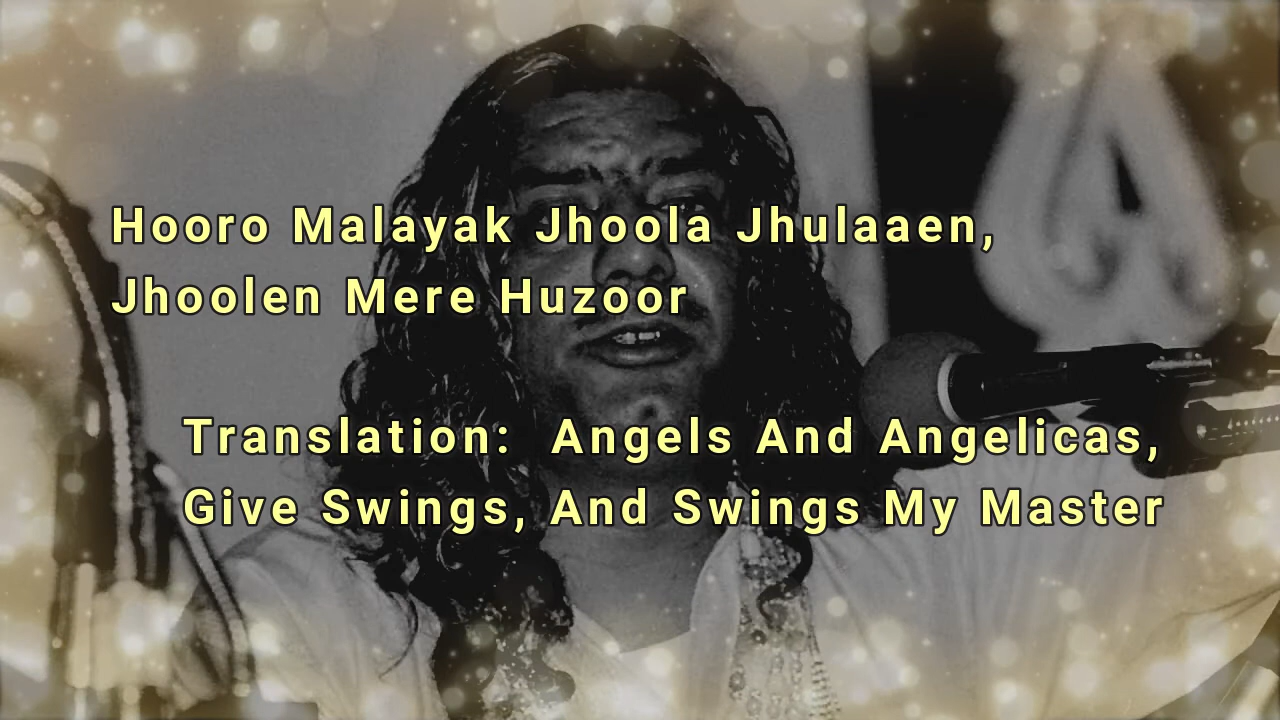 Hooro Malayak Jhoola Jhulaaen,
Jhoolen Mere Huzoor
Translation: Angels And Angelicas,
Give Swings, And Swings My Master